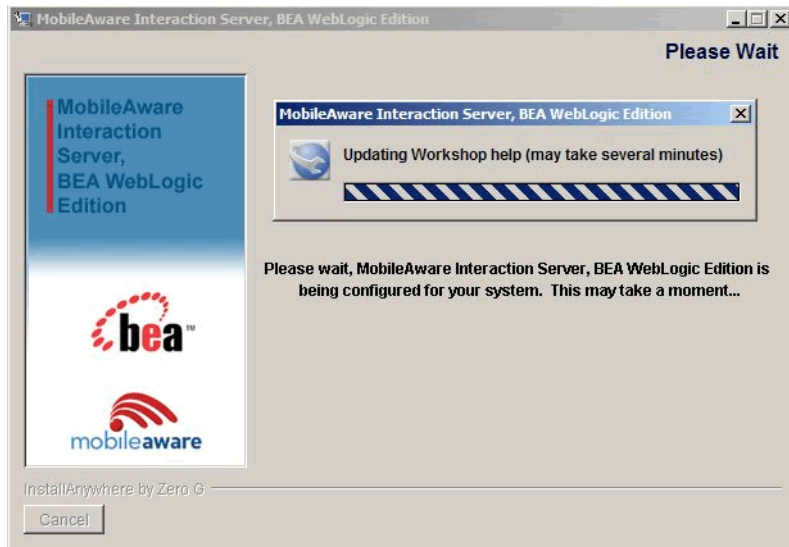 MobileAware Interaction Server, BEA WebLogic Edition
Please Wait
MobileAware
Interaction
Server,
BEA WebLogic
Edition
MobileAware Interaction Server, BEA WebLogic Edition
Updating Workshop help (may take several minutes)
Please wait, MobileAware Interaction Server, BEA WebLogic Edition is
being configured for your system. This may take a moment...
bea™
mobileaware
InstallAnywhere by Zero G
Cancel